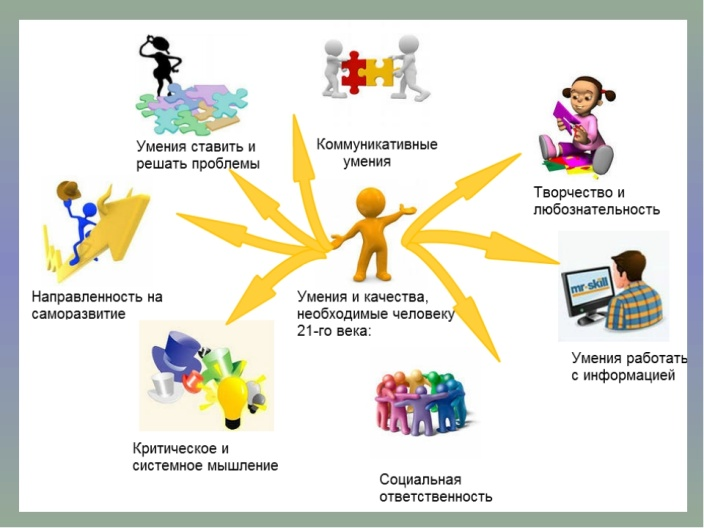 Умения ставить и
решать проблемы
Коммуникативные
умения
Творчество и
любознательность
Направленность на
саморазвитие
Умения и качества,
необходимые человеку
21-го века:
mr-skill
Умения работать
с информацией
Критическое и
системное мышление
Социальная
ответственность